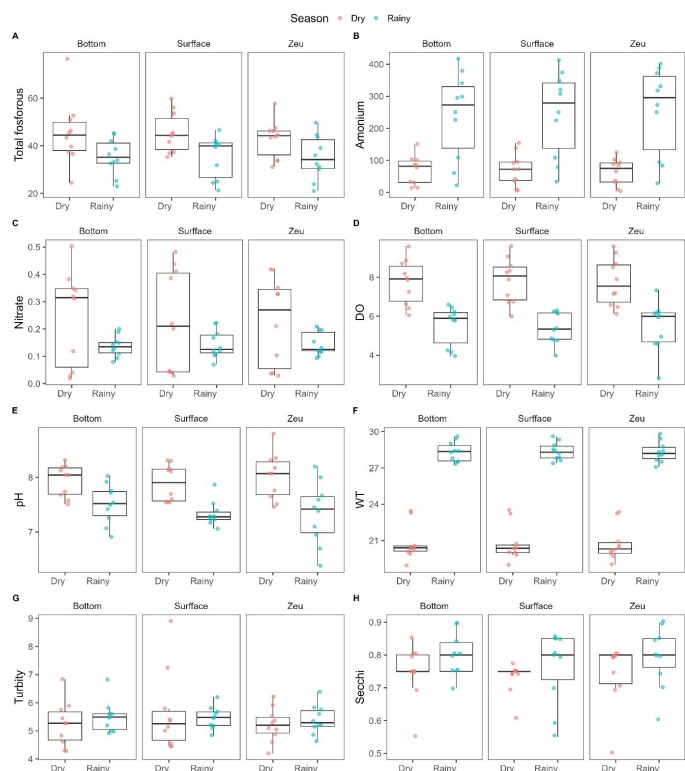 Season Dry Rainy
A
Bottom Surfface Zeu
Total fosforous
60
40
20
Dry Rainy Dry Rainy Dry Rainy
B
Bottom Surfface Zeu
Amonium
400
300
200
100
0
Dry Rainy Dry Rainy Dry Rainy
C
Bottom Surfface Zeu
Nitrate
0.5
0.4
0.3
0.2
0.1
0.0
Dry Rainy Dry Rainy Dry Rainy
D
Bottom Surfface Zeu
DO
8
6
4
Dry Rainy Dry Rainy Dry Rainy
E
Bottom Surfface Zeu
pH
8
7
Dry Rainy Dry Rainy Dry Rainy
F
Bottom Surfface Zeu
WT
30
27
24
21
Dry Rainy Dry Rainy Dry Rainy
G
Bottom Surfface Zeu
Turbity
9
8
7
6
5
4
Dry Rainy Dry Rainy Dry Rainy
H
Bottom Surfface Zeu
Secchi
0.9
0.8
0.7
0.6
0.5
Dry Rainy Dry Rainy Dry Rainy